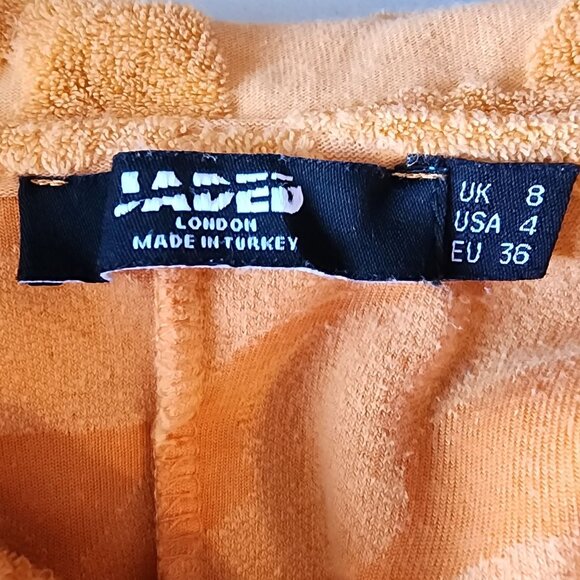 JADED
LONDON
MADE IN TURKEY
UK 8
USA 4
EU 36